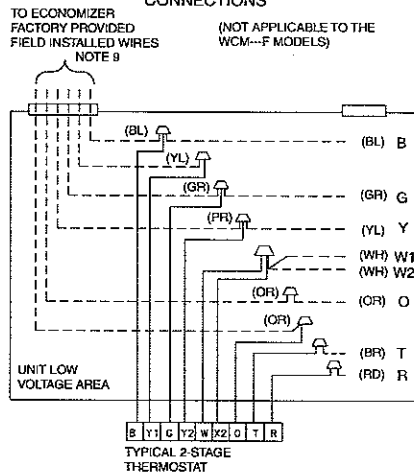 CONNECTIONS
TO ECONOMIZER
FACTORY PROVIDED
FIELD INSTALLED WIRES
NOTE 9
(NOT APPLICABLE TO THE
WCM---F MODELS)
(BL) (BL) B
(YL)
(GR) (GR) G
(PR) (YL) Y
(WH) W1
(WH) W2
(OR) (OR) O
(OR)
(BR) T
(RD) R
UNIT LOW
VOLTAGE AREA
B Y1 G Y2 W X2 O T R
TYPICAL 2-STAGE
THERMOSTAT